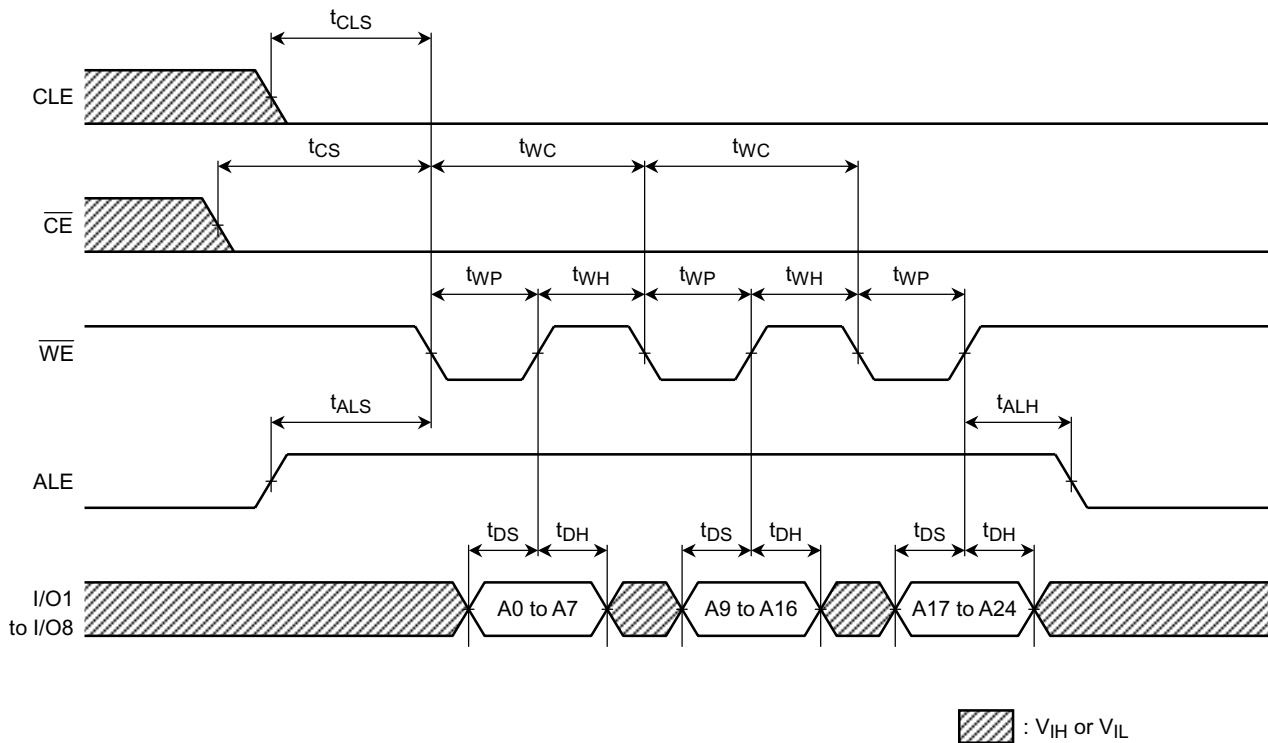 tCLS
CLE
tCS tWC tWC
CE
tWP tWH tWP tWH tWP
WE
tALS tALH
ALE
tDS tDH tDS tDH tDS tDH
I/O1
to I/O8
A0 to A7 A9 to A16 A17 to A24
: VIH or VIL